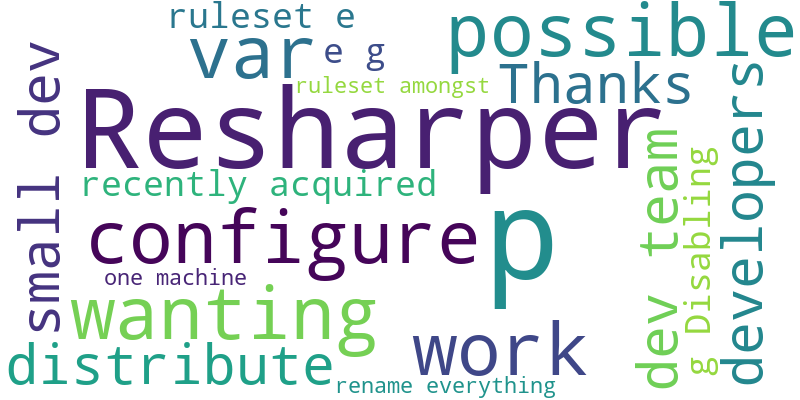 ruleset e
possible
var
e g
small dev
Thanks
ruleset amongst
developers
Resharper
dev team
g Disabling
recently acquired
p
configure
one machine
wanting
work
distribute
rename everything